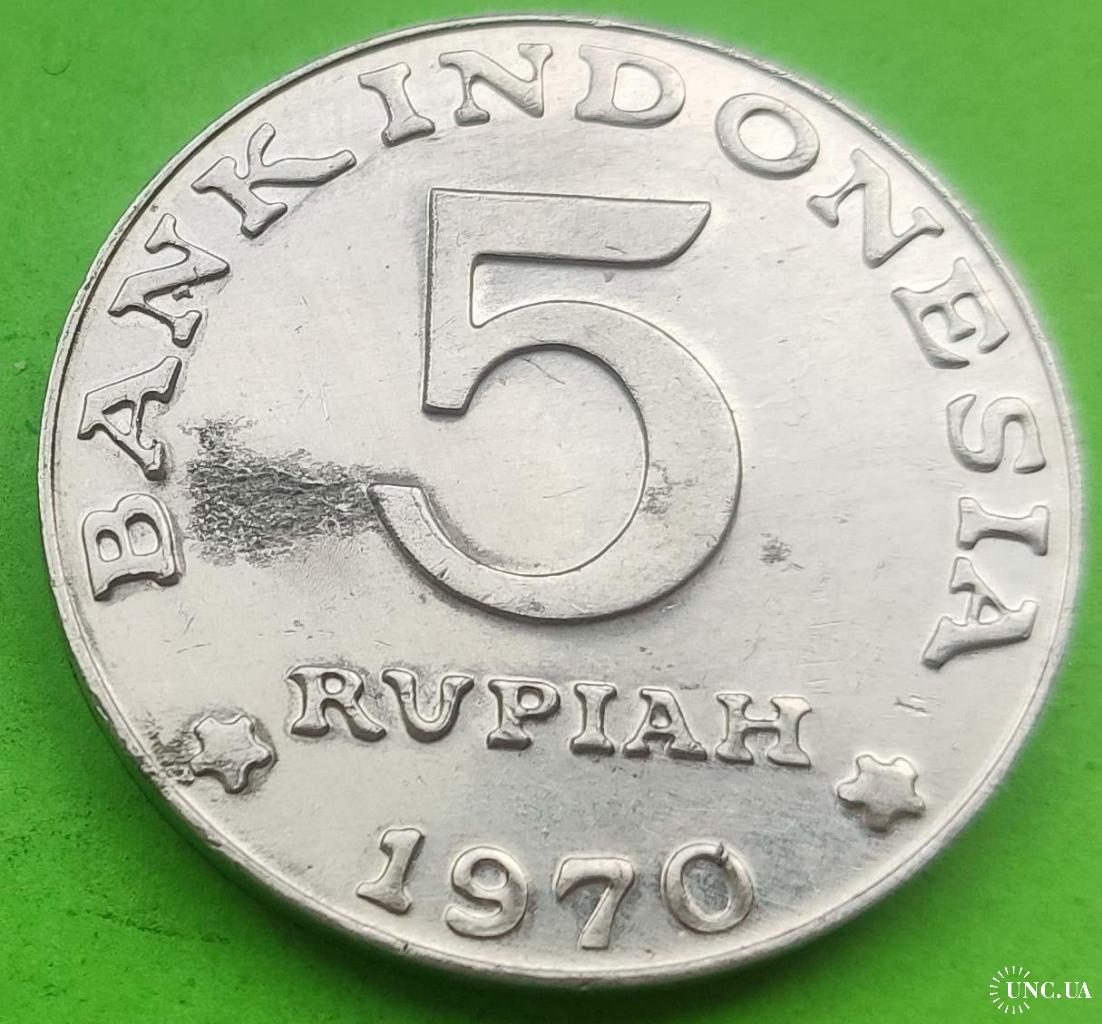 BANK INDONESIA
5
RUPIAH
1970
UNC.UA